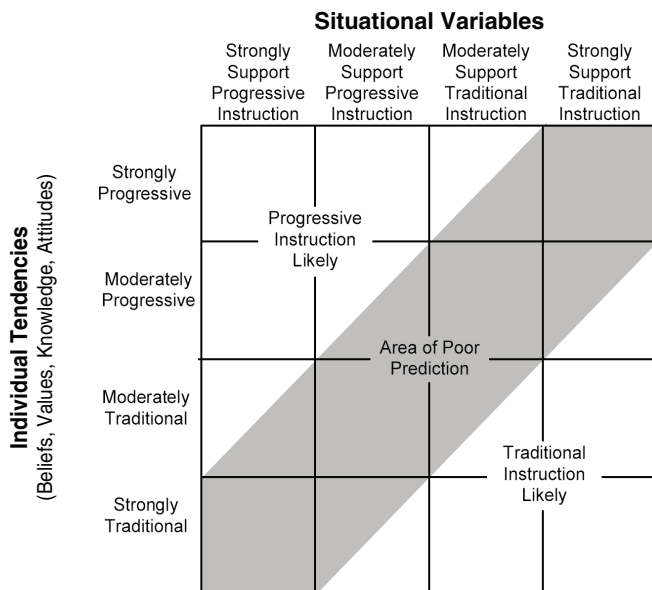 Situational Variables
Strongly
Support
Progressive
Instruction
Moderately
Support
Progressive
Instruction
Moderately
Support
Traditional
Instruction
Strongly
Support
Traditional
Instruction
Individual Tendencies
(Beliefs, Values, Knowledge, Attitudes)
Strongly
Progressive
Moderately
Progressive
Moderately
Traditional
Strongly
Traditional
Progressive
Instruction
Likely
Area of Poor
Prediction
Traditional
Instruction
Likely